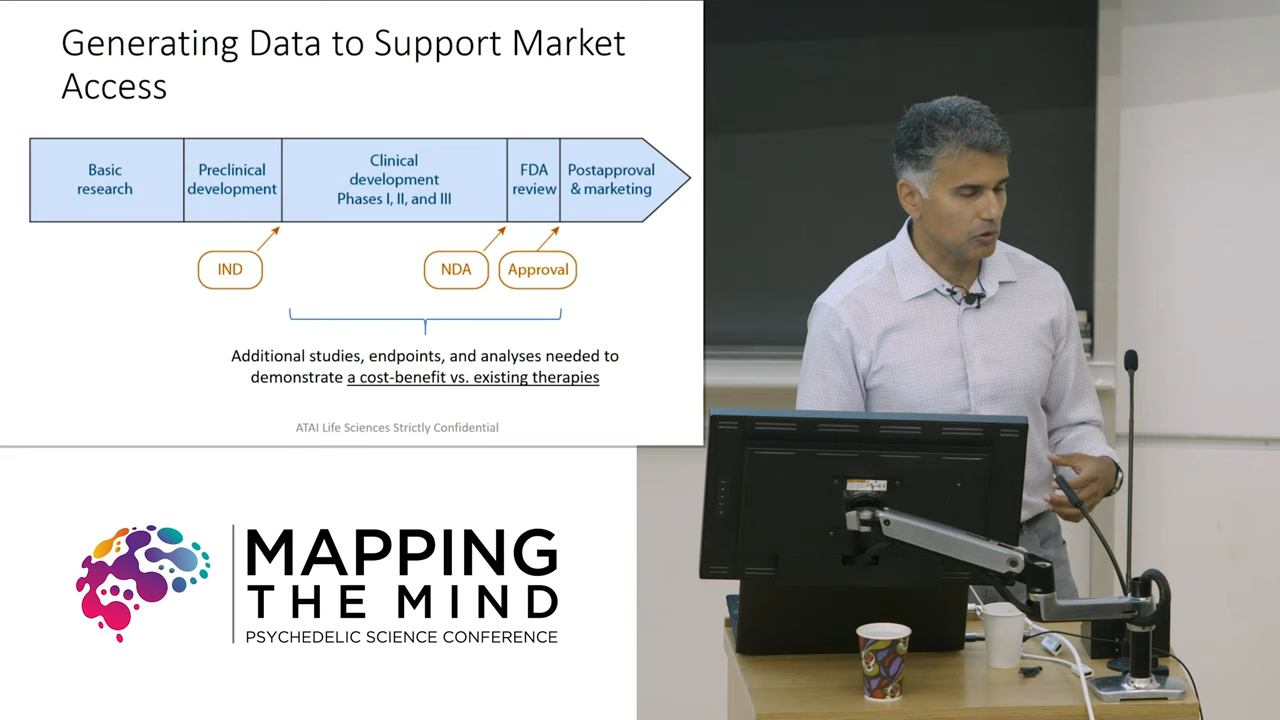 Generating Data to Support Market
Access
Basic
research
Preclinical
development
Clinical
development
Phases I, II, and III
FDA
review
Postapproval
& marketing
IND
NDA
Approval
Additional studies, endpoints, and analyses needed to
demonstrate a cost-benefit vs. existing therapies
ATAI Life Sciences Strictly Confidential
MAPPING
THE MIND
PSYCHEDELIC SCIENCE CONFERENCE